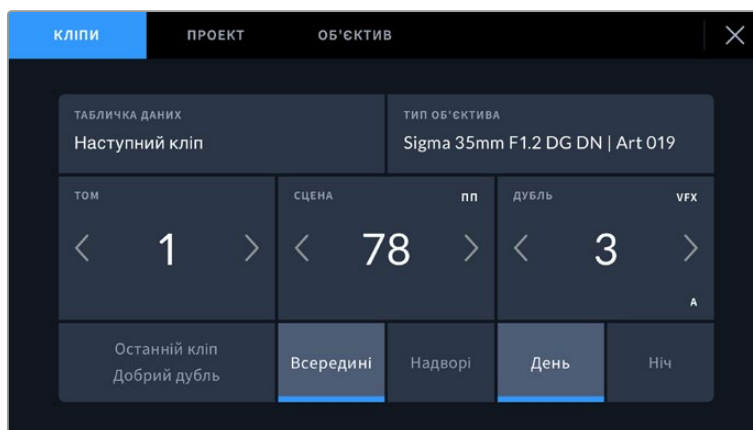 КЛІПИ ПРОЕКТ ОБ'ЄКТИВ
ТАБЛИЧКА ДАНИХ ТИП ОБ'ЄКТИВА
Наступний кліп Sigma 35mm F1.2 DG DN | Art 019
ТОМ СЦЕНА ПП ДУБЛЬ VFX
1 78 3
А
Останній кліп
Добрий дубль
Всередині Надворі День Ніч